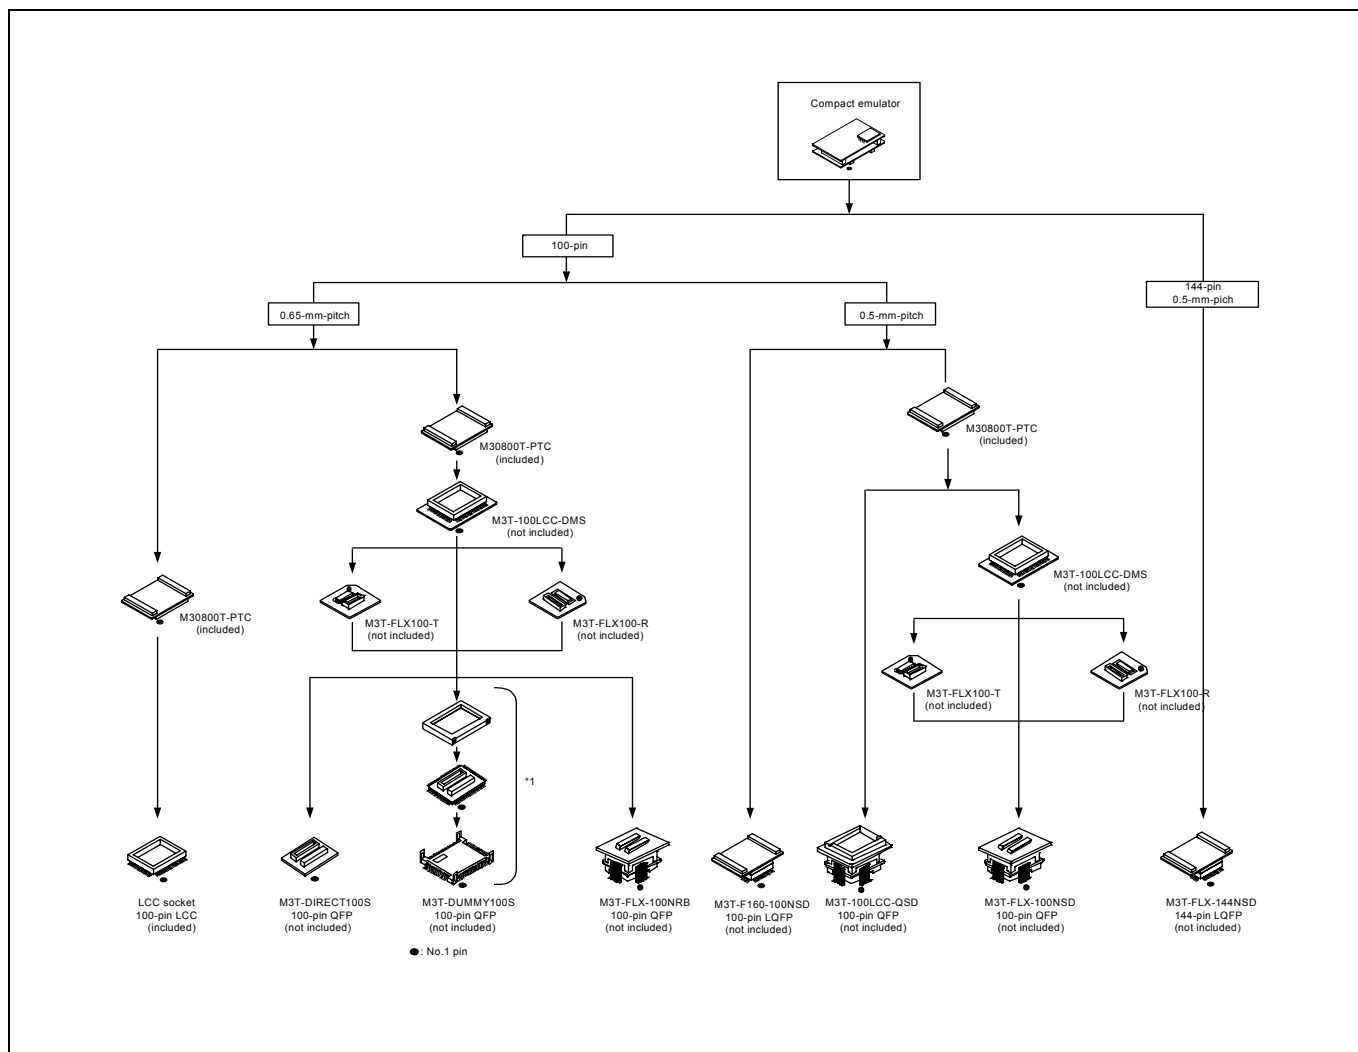 Compact emulator
100-pin
144-pin
0.5-mm-pich
0.65-mm-pitch
0.5-mm-pitch
M30800T-PTC
(included)
M30800T-PTC
(included)
M3T-100LCC-DMS
(not included)
M3T-100LCC-DMS
(not included)
M30800T-PTC
(included)
M3T-FLX100-T
(not included)
M3T-FLX100-R
(not included)
M3T-FLX100-T
(not included)
M3T-FLX100-R
(not included)
*1
LCC socket
100-pin LCC
(included)
M3T-DIRECT100S
100-pin QFP
(not included)
M3T-DUMMY100S
100-pin QFP
(not included)
M3T-FLX-100NRB
100-pin QFP
(not included)
M3T-F160-100NSD
100-pin LQFP
(not included)
M3T-100LCC-QSD
100-pin QFP
(not included)
M3T-FLX-100NSD
100-pin QFP
(not included)
M3T-FLX-144NSD
144-pin LQFP
(not included)
●: No.1 pin